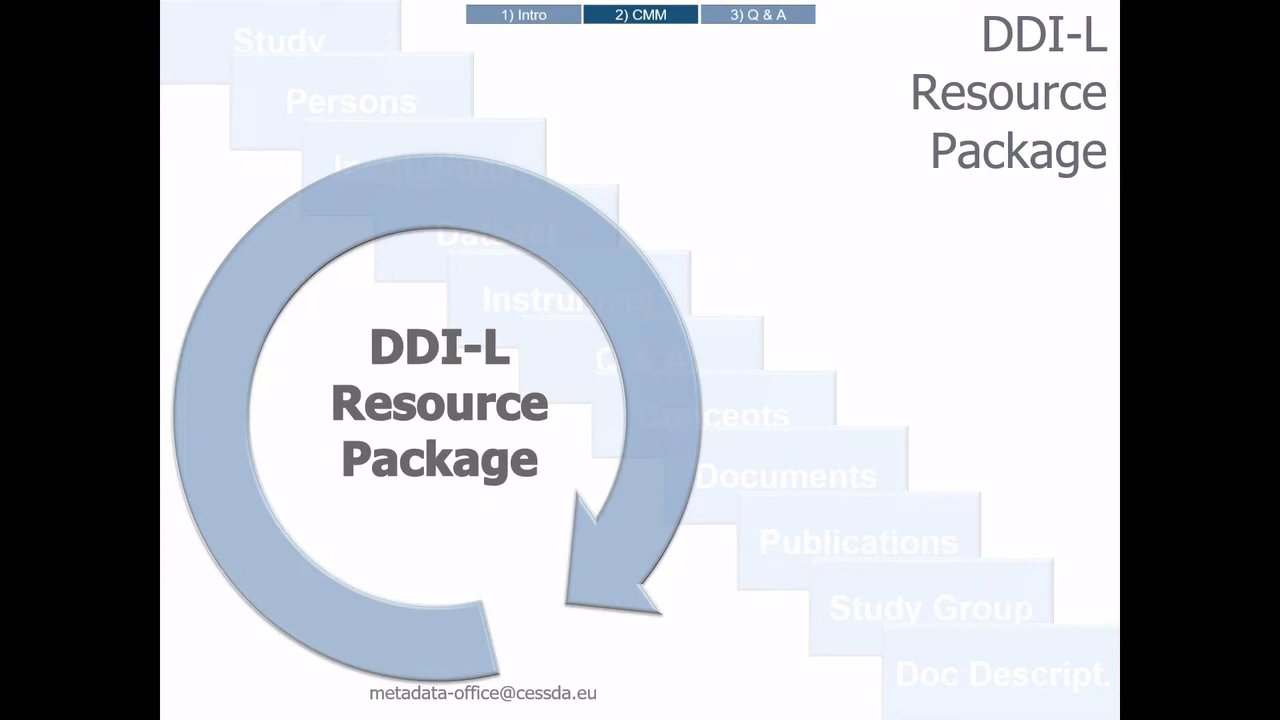 1) Intro
2) CMM
3) Q & A
DDI-L
Resource
Package
Study
Persons
Dataset
Instrument
Concepts
Documents
Publications
Study Group
Doc Descript.
DDI-L
Resource
Package
metadata-office@cessda.eu